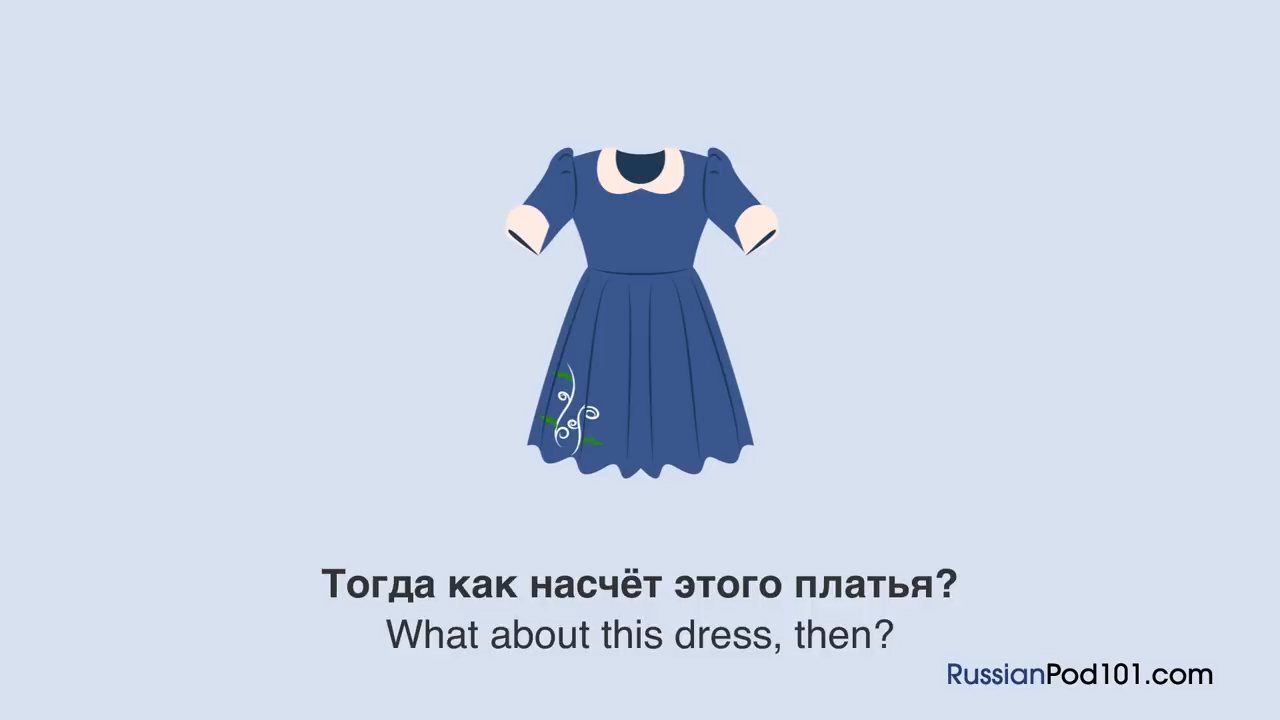 Тогда как насчёт этого платья?
What about this dress, then?
RussianPod101.com